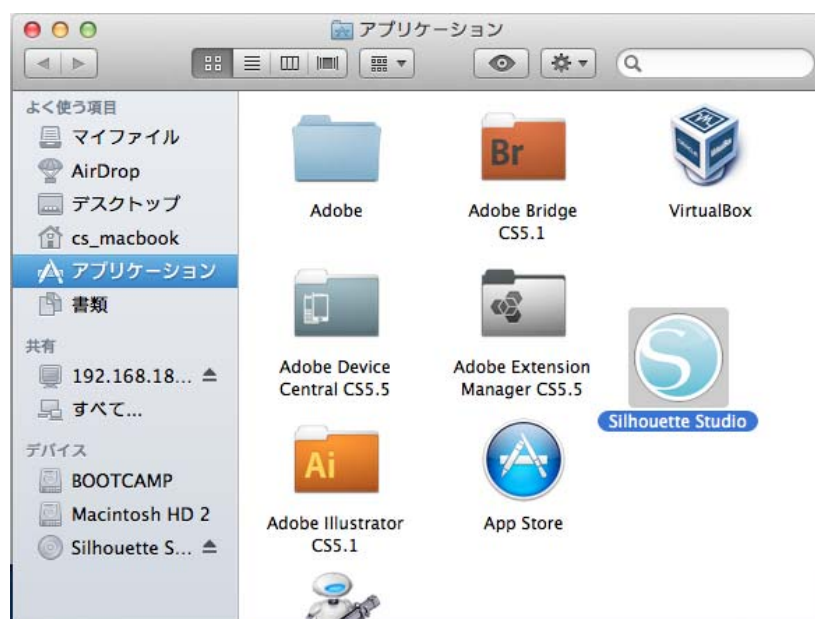 アプリケーション
よく使う項目
マイファイル
AirDrop
デスクトップ
cs_macbook
アプリケーション
書類
共有
192.168.18...
すべて...
デバイス
BOOTCAMP
Macintosh HD 2
Silhouette S...
Adobe
Br
Adobe Bridge
CS5.1
VirtualBox
Adobe Device
Central CS5.5
Adobe Extension
Manager CS5.5
S
Silhouette Studio
Ai
Adobe Illustrator
CS5.1
App Store